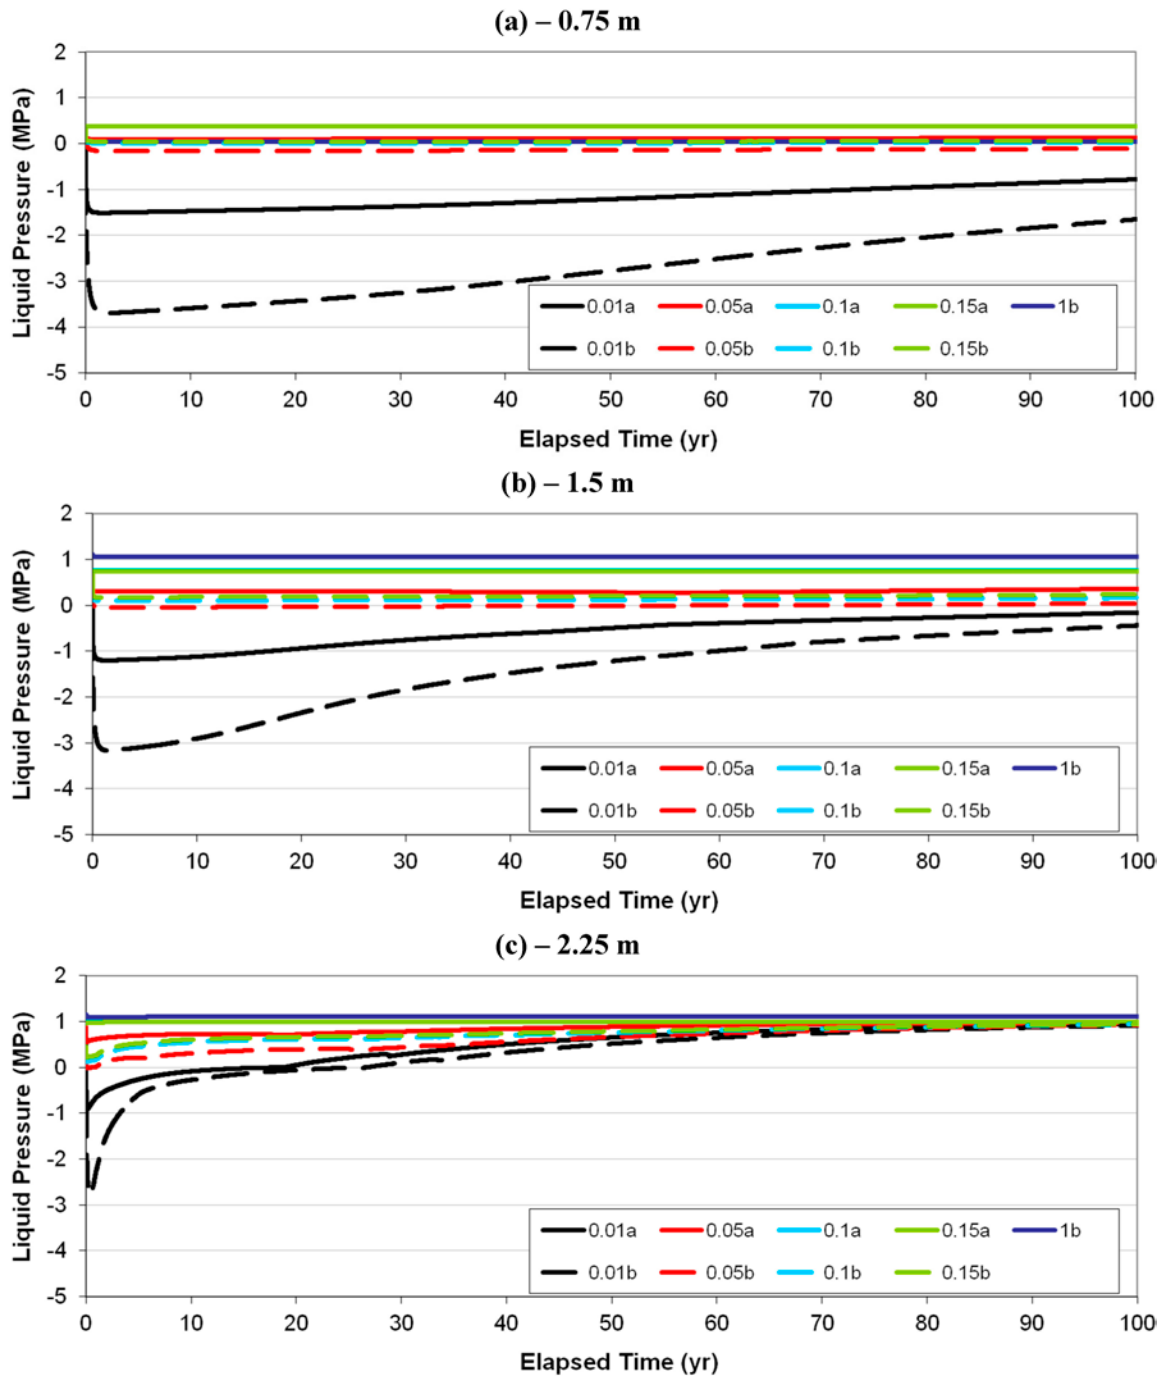 (a) – 0.75 m
2
1
0
-1
-2
-3
-4
-5
Liquid Pressure (MPa)
0.01a 0.05a 0.1a 0.15a 1b
0.01b 0.05b 0.1b 0.15b
0 10 20 30 40 50 60 70 80 90 100
Elapsed Time (yr)
(b) – 1.5 m
2
1
0
-1
-2
-3
-4
-5
Liquid Pressure (MPa)
0.01a 0.05a 0.1a 0.15a 1b
0.01b 0.05b 0.1b 0.15b
0 10 20 30 40 50 60 70 80 90 100
Elapsed Time (yr)
(c) – 2.25 m
2
1
0
-1
-2
-3
-4
-5
Liquid Pressure (MPa)
0.01a 0.05a 0.1a 0.15a 1b
0.01b 0.05b 0.1b 0.15b
0 10 20 30 40 50 60 70 80 90 100
Elapsed Time (yr)